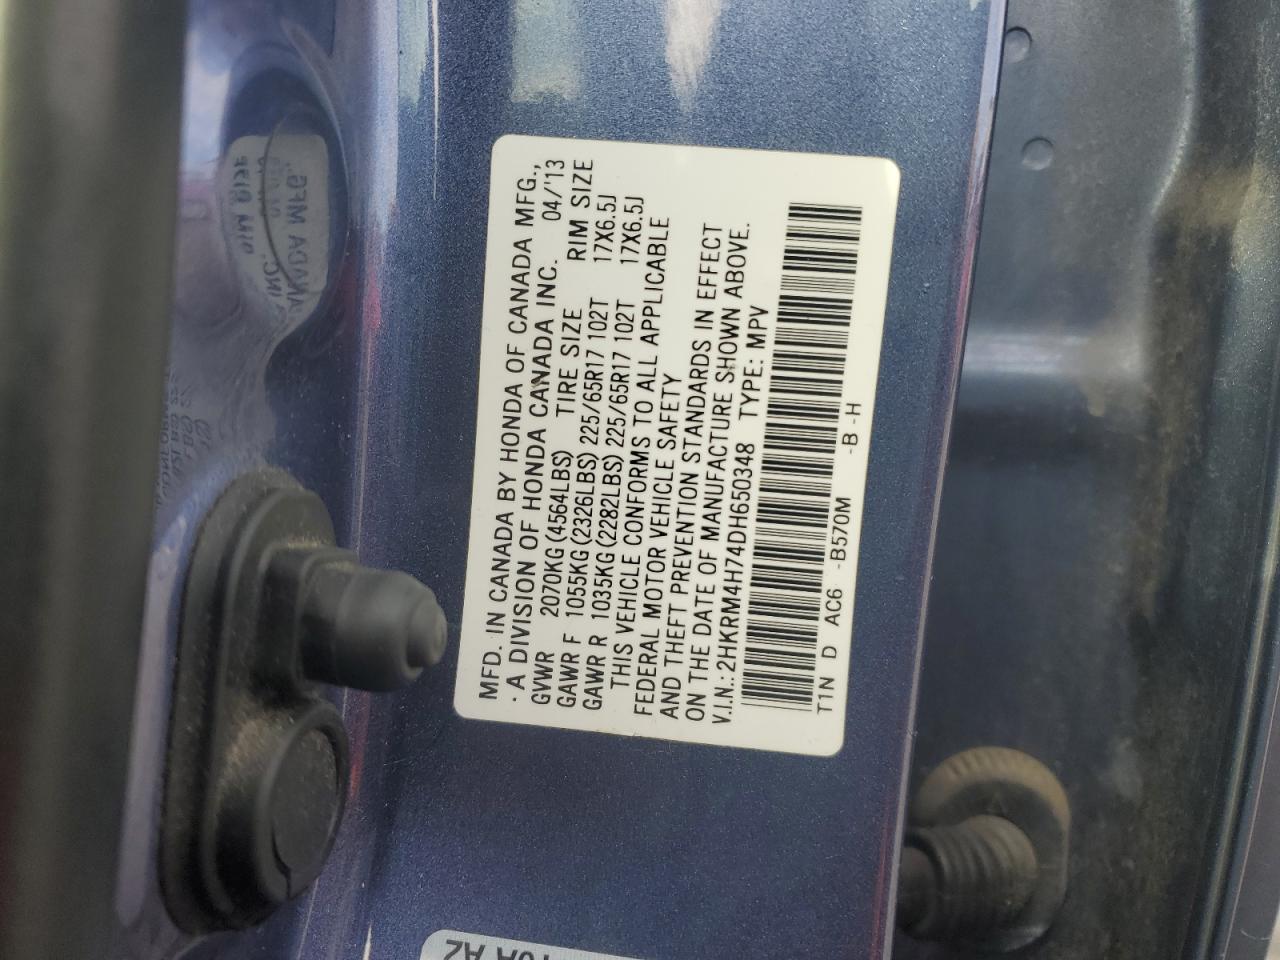 MFD. IN CANADA BY HONDA OF CANADA MFG.,
. A DIVISION OF HONDA CANADA INC. 04/'13
GVWR 2070KG (4564LBS) TIRE SIZE RIM SIZE
GAWR F 1055KG (2326LBS) 225/65R17 102T 17X6.5J
GAWR R 1035KG (2282LBS) 225/65R17 102T 17X6.5J
THIS VEHICLE CONFORMS TO ALL APPLICABLE
FEDERAL MOTOR VEHICLE SAFETY
AND THEFT PREVENTION STANDARDS IN EFFECT
ON THE DATE OF MANUFACTURE SHOWN ABOVE.
V.I.N.: 2HKRM4H74DH650348 TYPE: MPV
T1N D AC6 -B570M -B -H